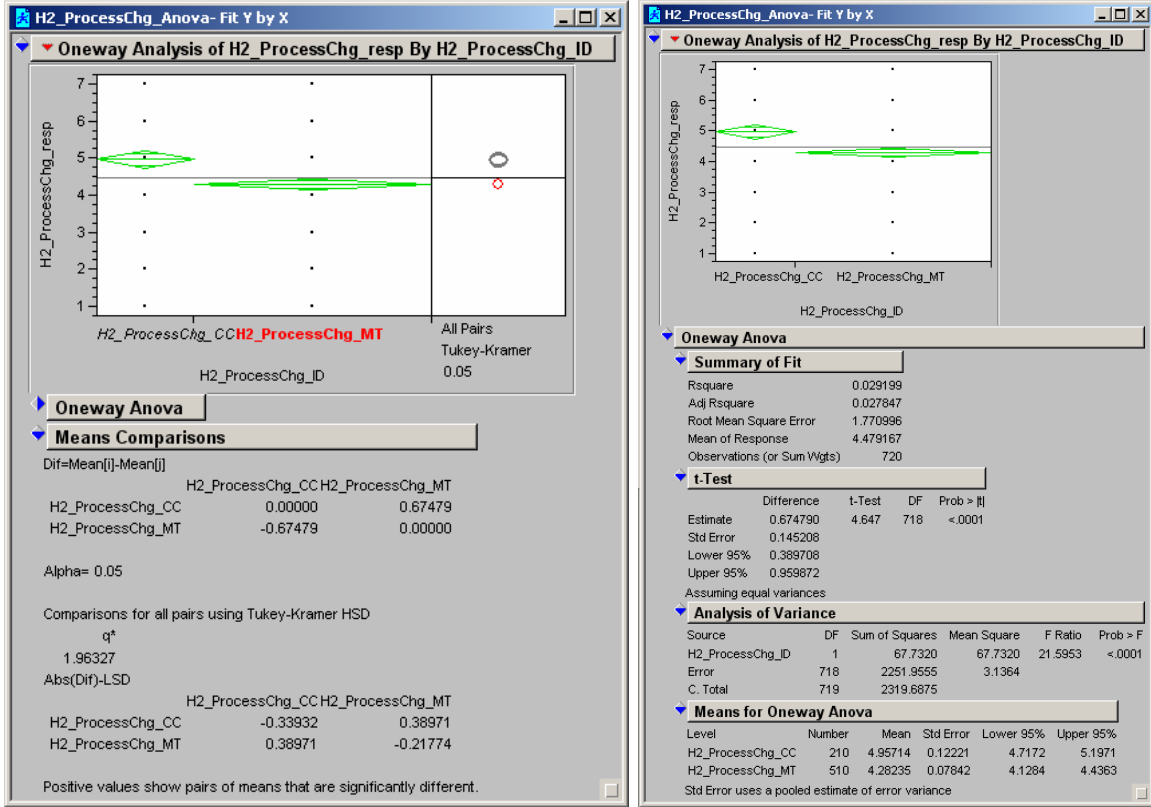 H2_ProcessChg_Anova- Fit Y by X
Oneway Analysis of H2_ProcessChg_resp By H2_ProcessChg_ID
H2_ProcessChg_resp
7
6
5
4
3
2
1
H2_ProcessChg_CC H2_ProcessChg_MT
All Pairs
Tukey-Kramer
0.05
H2_ProcessChg_ID
Oneway Anova
Means Comparisons
Dif=Mean[i]-Mean[j]
H2_ProcessChg_CC H2_ProcessChg_MT
H2_ProcessChg_CC 0.00000 0.67479
H2_ProcessChg_MT -0.67479 0.00000
Alpha= 0.05
Comparisons for all pairs using Tukey-Kramer HSD
q*
1.96327
Abs(Dif)-LSD
H2_ProcessChg_CC H2_ProcessChg_MT
H2_ProcessChg_CC -0.33932 0.38971
H2_ProcessChg_MT 0.38971 -0.21774
Positive values show pairs of means that are significantly different.
H2_ProcessChg_Anova- Fit Y by X
Oneway Analysis of H2_ProcessChg_resp By H2_ProcessChg_ID
H2_ProcessChg_resp
7
6
5
4
3
2
1
H2_ProcessChg_CC H2_ProcessChg_MT
H2_ProcessChg_ID
Oneway Anova
Summary of Fit
Rsquare 0.029199
Adj Rsquare 0.027847
Root Mean Square Error 1.770996
Mean of Response 4.479167
Observations (or Sum Wgts) 720
t-Test
Difference t-Test DF Prob > |t|
Estimate 0.674790 4.647 718 <.0001
Std Error 0.145208
Lower 95% 0.389708
Upper 95% 0.959872
Assuming equal variances
Analysis of Variance
Source DF Sum of Squares Mean Square F Ratio Prob > F
H2_ProcessChg_ID 1 67.7320 67.7320 21.5953 <.0001
Error 718 2251.9555 3.1364
C. Total 719 2319.6875
Means for Oneway Anova
Level Number Mean Std Error Lower 95% Upper 95%
H2_ProcessChg_CC 210 4.95714 0.12221 4.7172 5.1971
H2_ProcessChg_MT 510 4.28235 0.07842 4.1284 4.4363
Std Error uses a pooled estimate of error variance